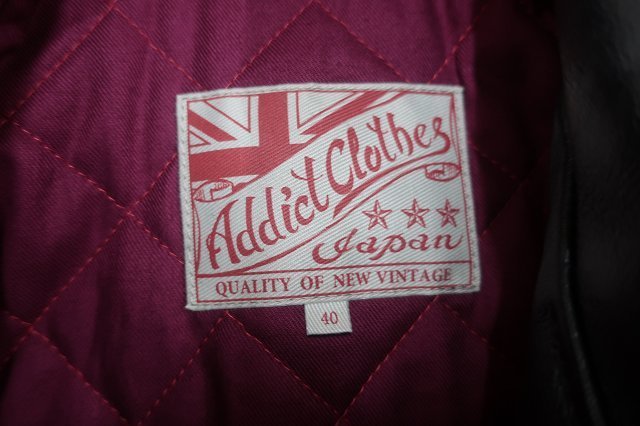 Addict Clothes
Japan
QUALITY OF NEW VINTAGE
40